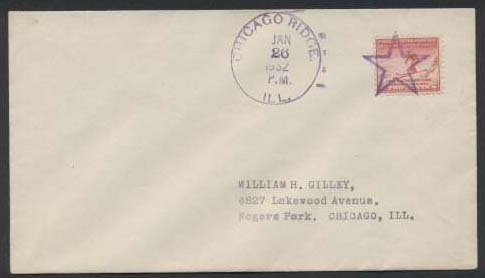 CHICAGO RIDGE.
JAN
26
1932
P.M.
ILL.
WILLIAM H. GILLEY,
6827 Lakewood Avenue,
Rogers Park, CHICAGO, ILL.